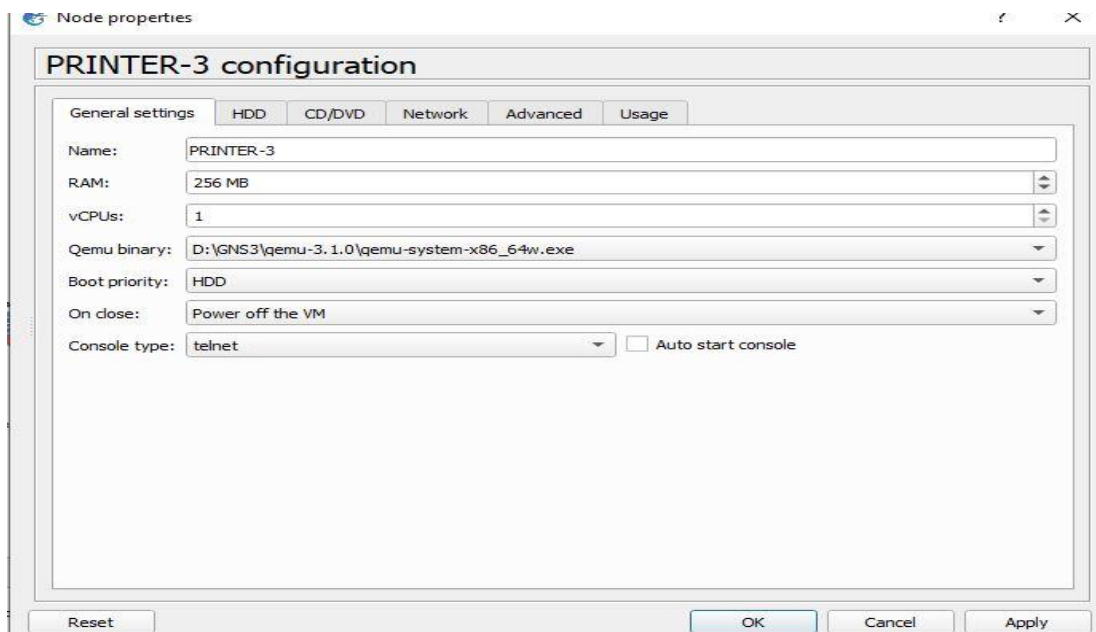 Node properties ? ×
PRINTER-3 configuration
General settings HDD CD/DVD Network Advanced Usage
Name: PRINTER-3
RAM: 256 MB
vCPUs: 1
Qemu binary: D:\GNS3\qemu-3.1.0\qemu-system-x86_64w.exe
Boot priority: HDD
On close: Power off the VM
Console type: telnet Auto start console
Reset OK Cancel Apply